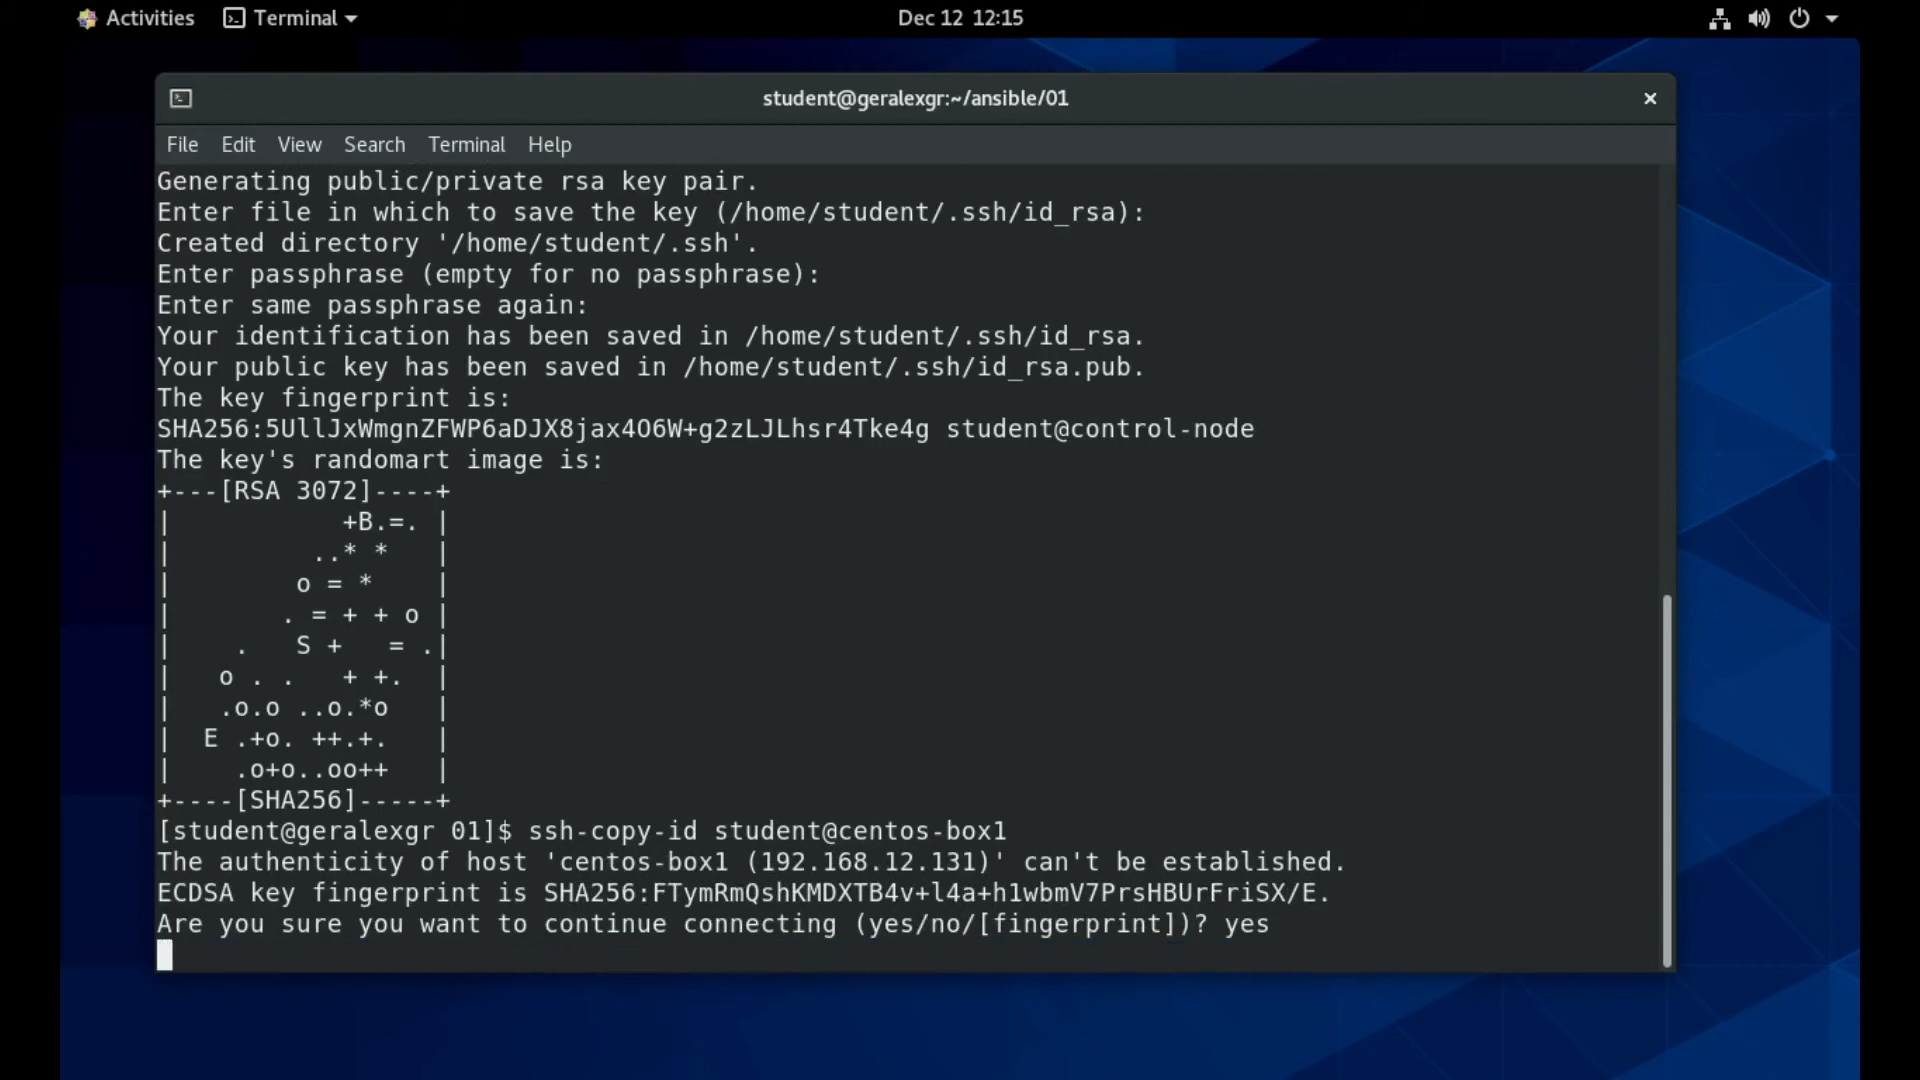 Activities Terminal Dec 12 12:15
student@geralexgr:~/ansible/01
File Edit View Search Terminal Help
Generating public/private rsa key pair.
Enter file in which to save the key (/home/student/.ssh/id_rsa):
Created directory '/home/student/.ssh'.
Enter passphrase (empty for no passphrase):
Enter same passphrase again:
Your identification has been saved in /home/student/.ssh/id_rsa.
Your public key has been saved in /home/student/.ssh/id_rsa.pub.
The key fingerprint is:
SHA256:5UllJxWmgnZFWP6aDJX8jax4O6W+g2zLJLhsr4Tke4g student@control-node
The key's randomart image is:
+---[RSA 3072]----+
|           +B.=. |
|         ..* *   |
|        o = *    |
|       . = + + o |
|    .   S +   = .|
|   o . .   + +.  |
|   .o.o ..o.*o   |
|  E .+o. ++.+.   |
|    .o+o..oo++   |
+----[SHA256]-----+
[student@geralexgr 01]$ ssh-copy-id student@centos-box1
The authenticity of host 'centos-box1 (192.168.12.131)' can't be established.
ECDSA key fingerprint is SHA256:FTymRmQshKMDXTB4v+l4a+h1wbmV7PrsHBUrFriSX/E.
Are you sure you want to continue connecting (yes/no/[fingerprint])? yes